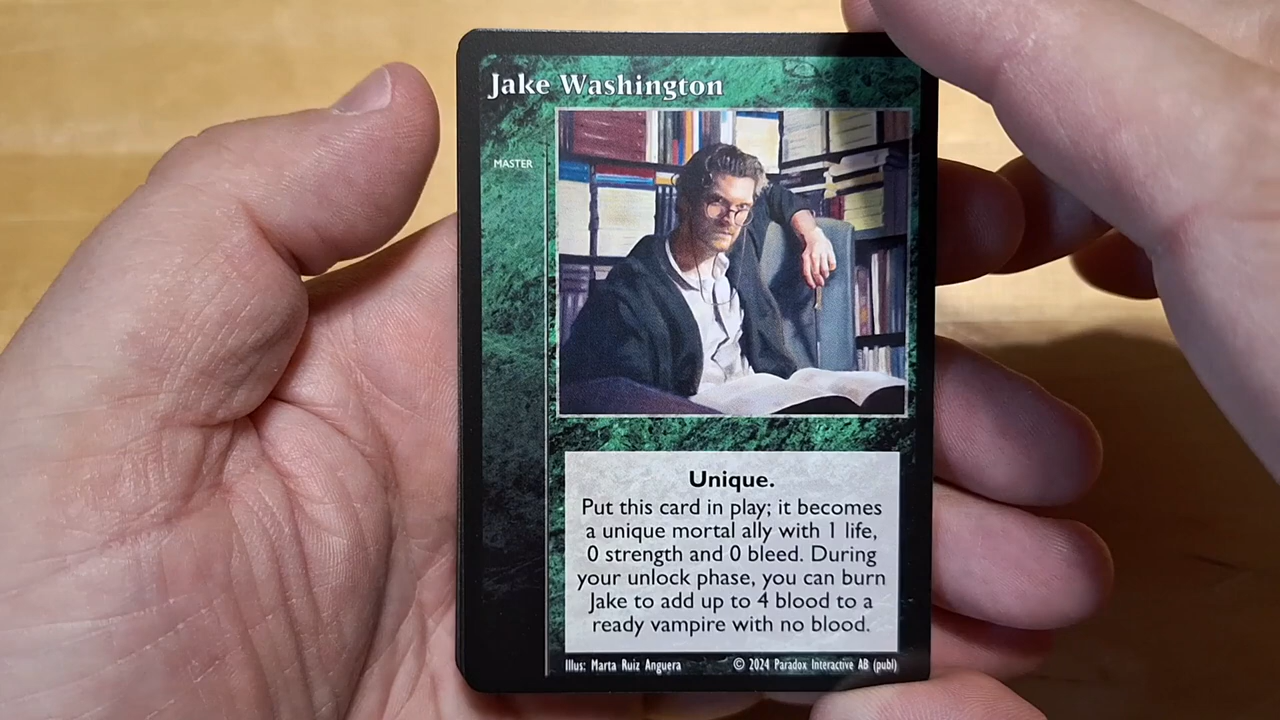 Jake Washington
MASTER
Unique.
Put this card in play; it becomes
a unique mortal ally with 1 life,
0 strength and 0 bleed. During
your unlock phase, you can burn
Jake to add up to 4 blood to a
ready vampire with no blood.
Illus: Marta Ruiz Anguera © 2024 Paradox Interactive AB (publ)